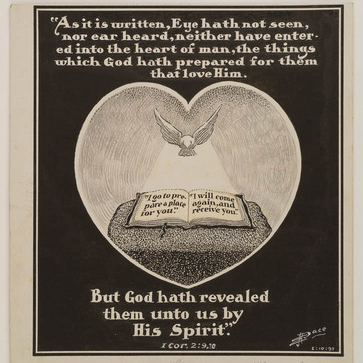 "As it is written, Eye hath not seen,
nor ear heard, neither have enter-
ed into the heart of man, the things
which God hath prepared for them
that love Him.
"I go to pre-
pare a place
for you."
"I will come
again, and
receive you"
But God hath revealed
them unto us by
His Spirit."
1 Cor. 2:9,10
Pace